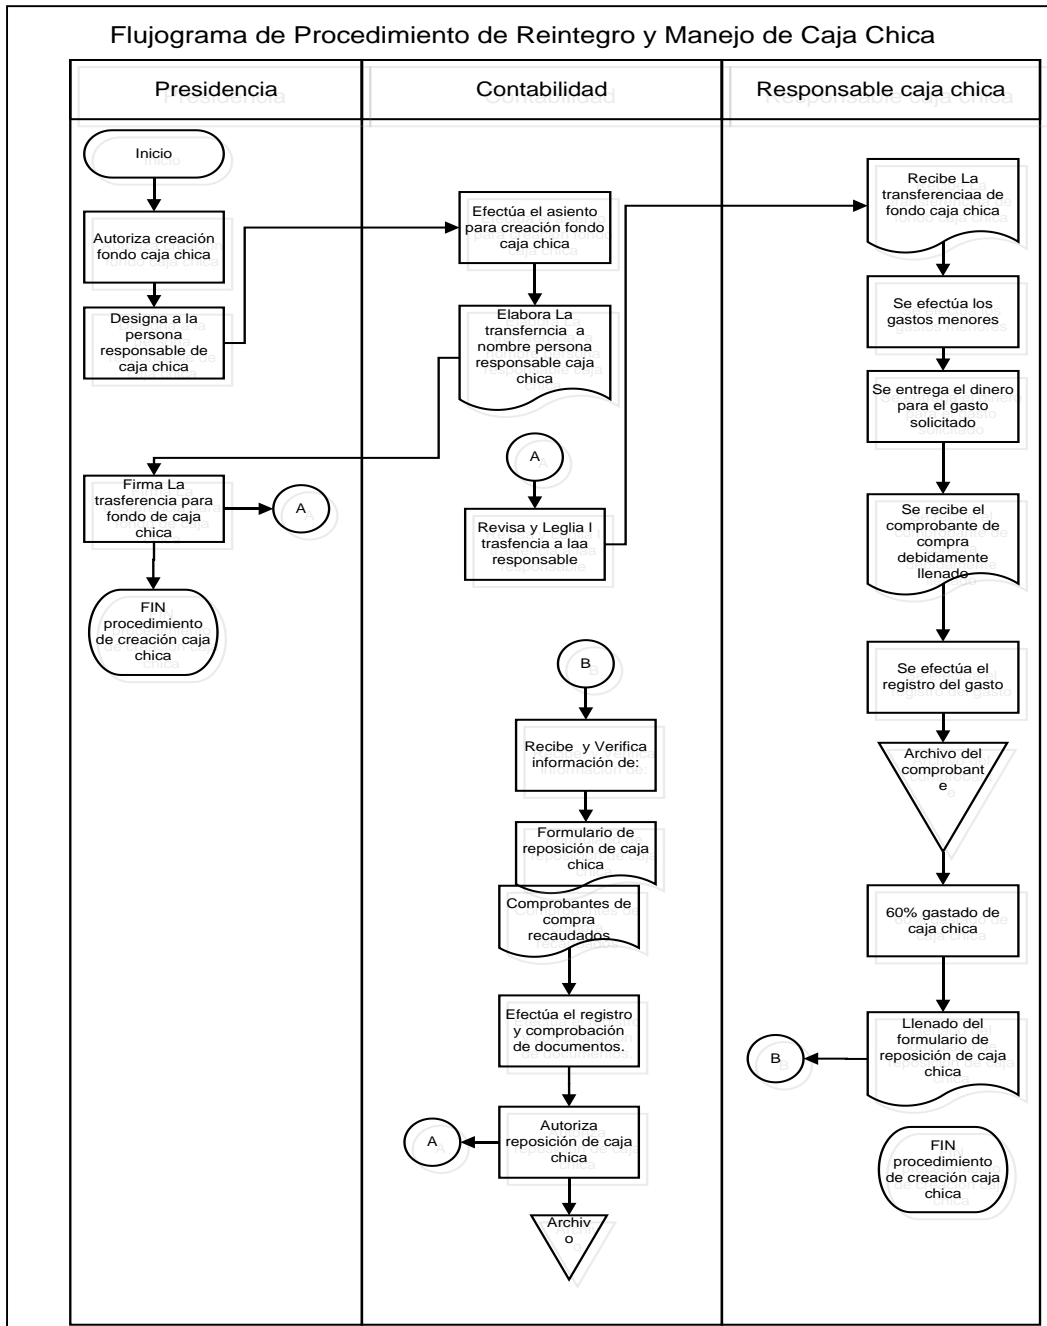 Flujograma de Procedimiento de Reintegro y Manejo de Caja Chica
Presidencia
Contabilidad
Responsable caja chica
Inicio
Autoriza creación
fondo caja chica
Designa a la
persona
responsable de
caja chica
Firma La
trasferencia para
fondo de caja
chica
A
FIN
procedimiento
de creación caja
chica
Efectúa el asiento
para creación fondo
caja chica
Elabora La
transferncia a
nombre persona
responsable caja
chica
A
Revisa y Leglia l
trasfencia a laa
responsable
B
Recibe y Verifica
información de:
Formulario de
reposición de caja
chica
Comprobantes de
compra
recaudados
Efectúa el registro
y comprobación
de documentos.
Autoriza
reposición de caja
chica
A
Archiv
o
Recibe La
transferenciaa de
fondo caja chica
Se efectúa los
gastos menores
Se entrega el dinero
para el gasto
solicitado
Se recibe el
comprobante de
compra
debidamente
llenado
Se efectúa el
registro del gasto
Archivo del
comprobant
e
60% gastado de
caja chica
Llenado del
formulario de
reposición de caja
chica
B
FIN
procedimiento
de creación caja
chica